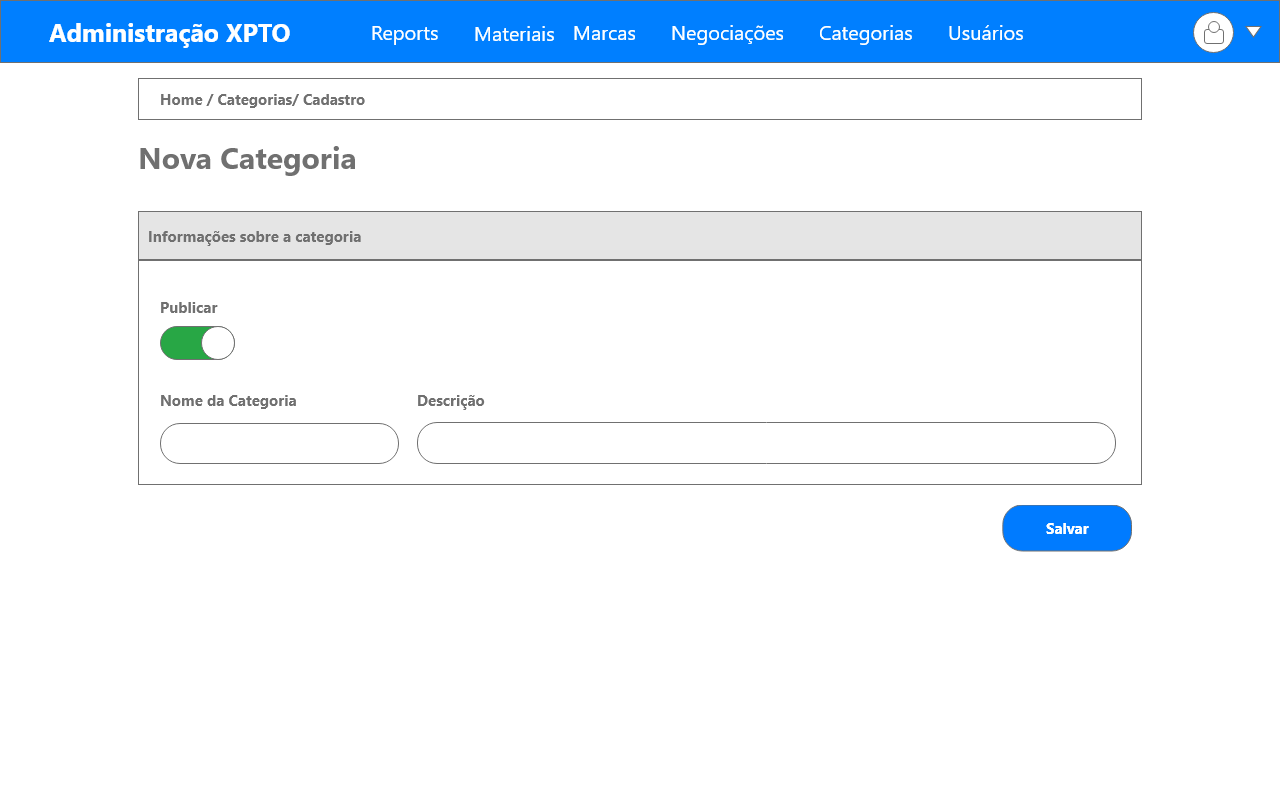 Administração XPTO Reports Materiais Marcas Negociações Categorias Usuários
Home / Categorias/ Cadastro
Nova Categoria
Informações sobre a categoria
Publicar
Nome da Categoria Descrição
Salvar